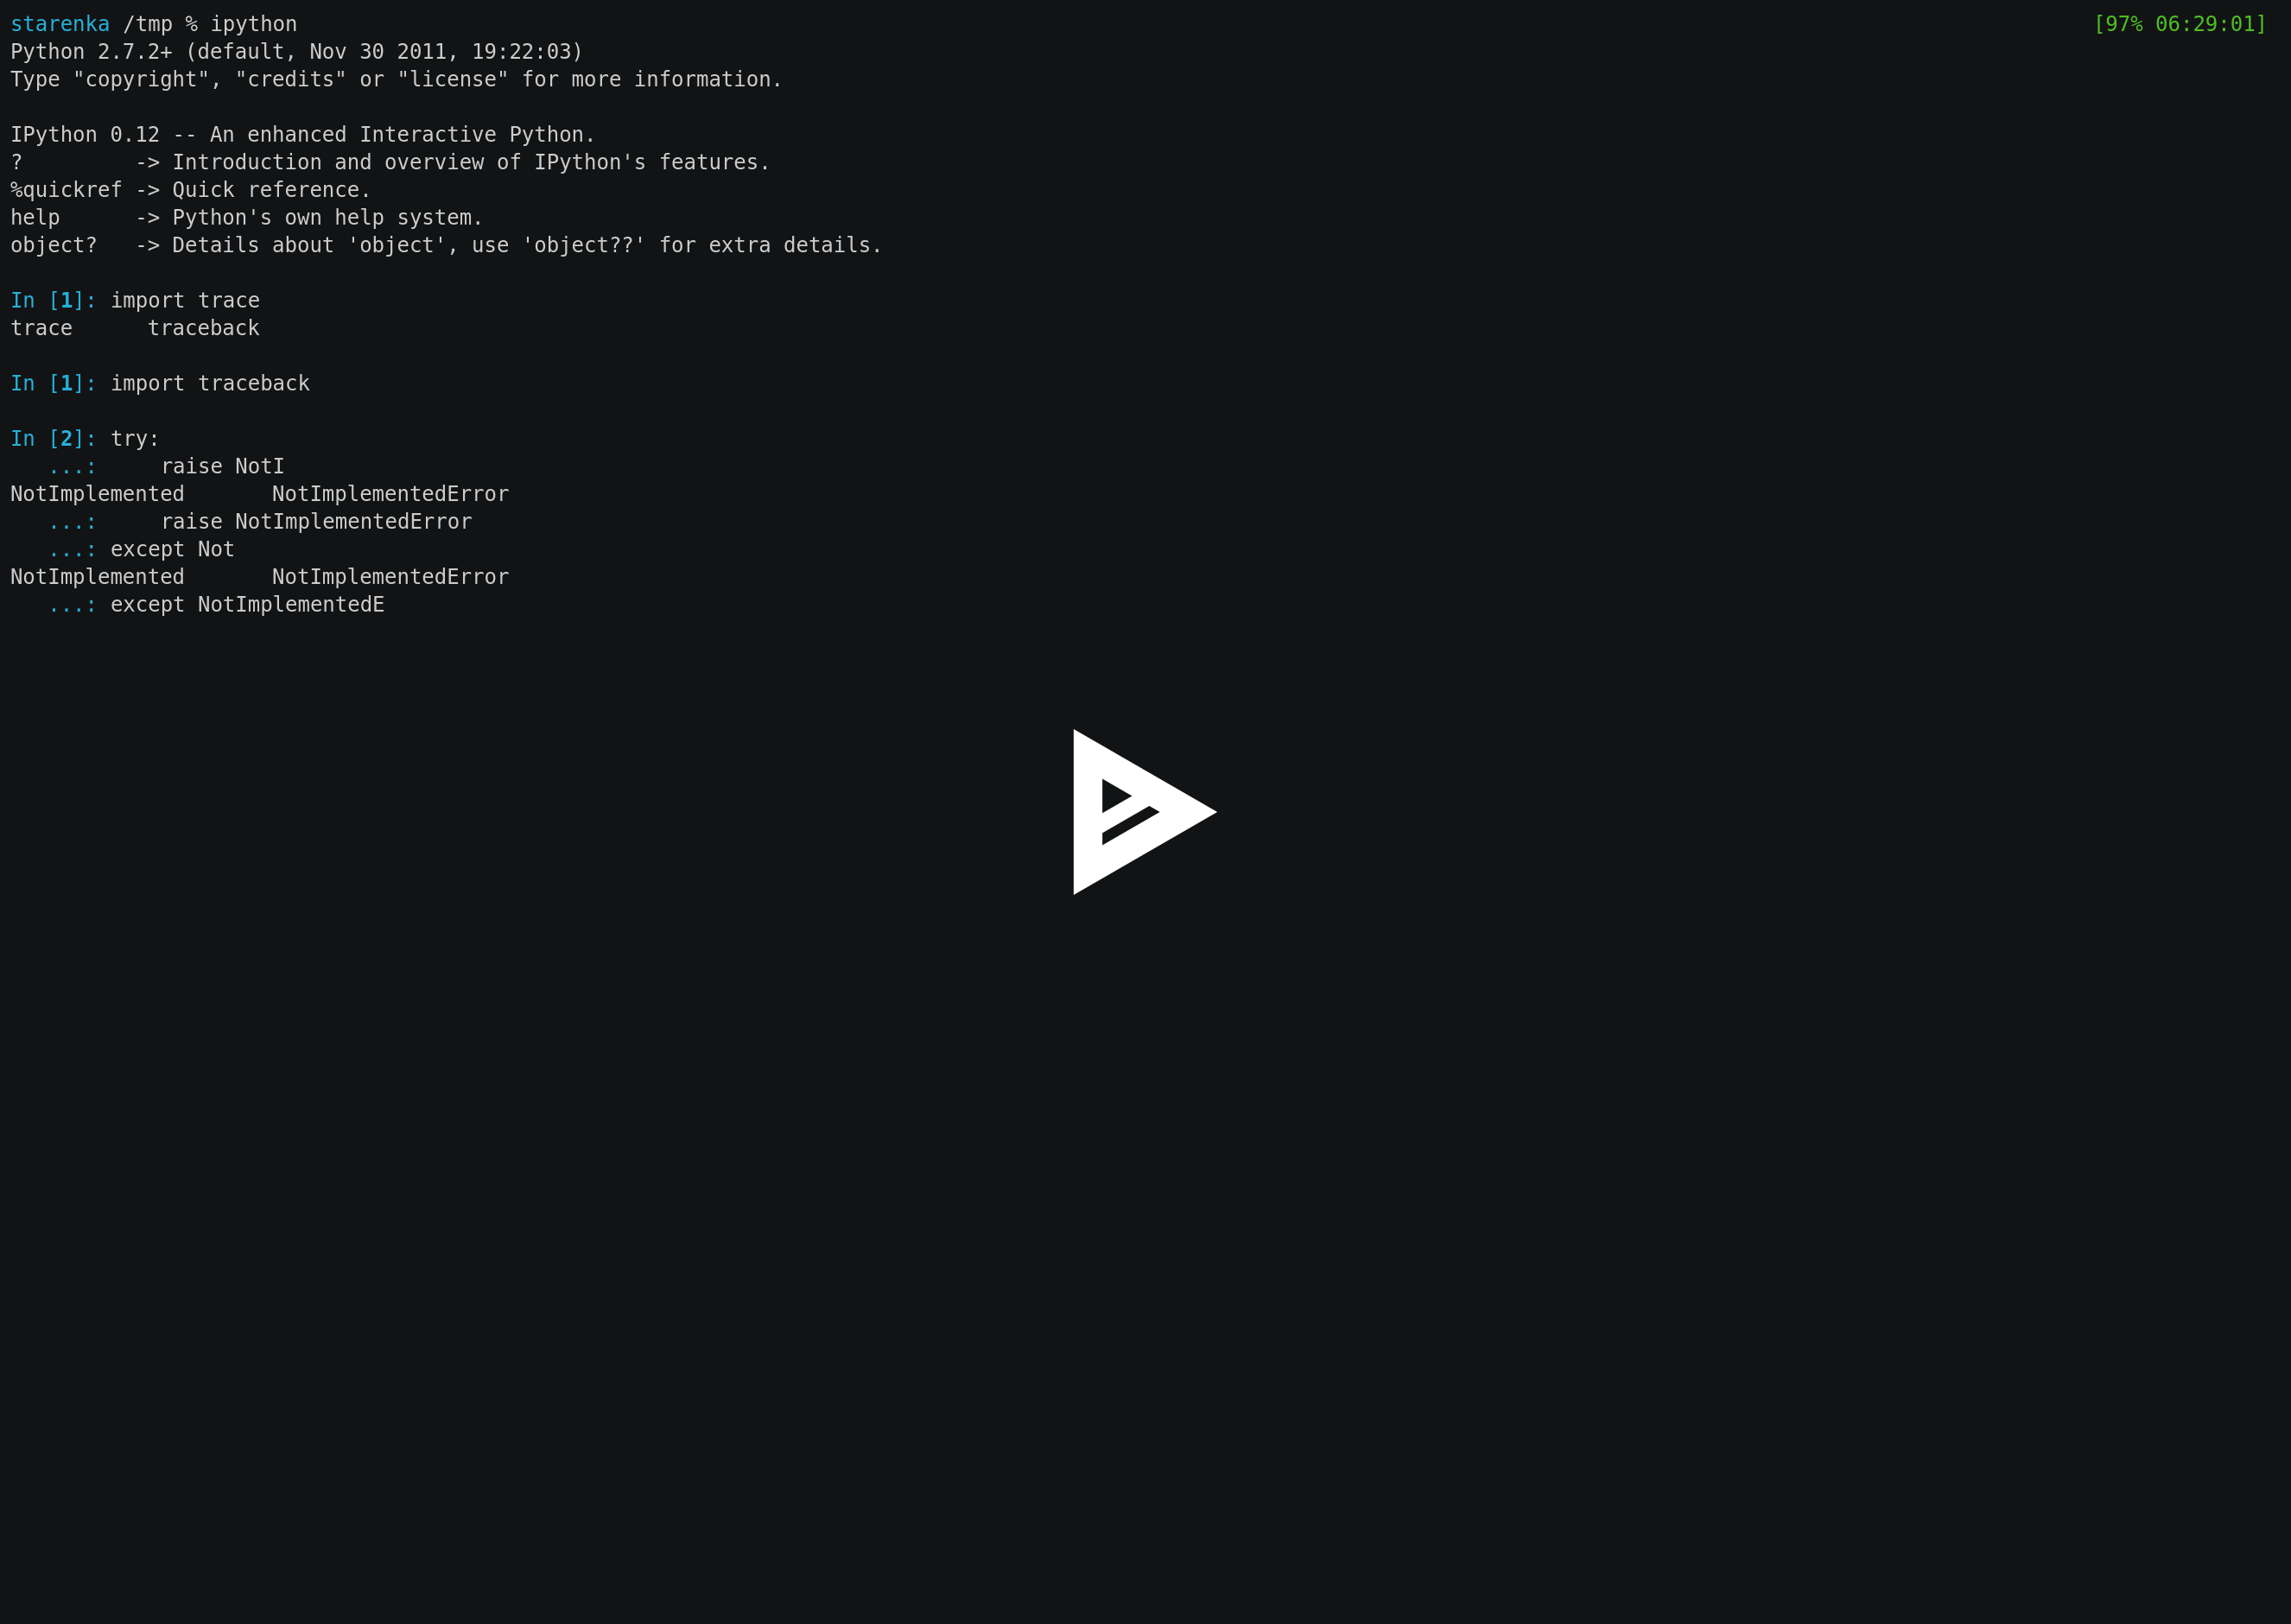 starenka /tmp % ipython [97% 06:29:01]
Python 2.7.2+ (default, Nov 30 2011, 19:22:03)
Type "copyright", "credits" or "license" for more information.
IPython 0.12 -- An enhanced Interactive Python.
?         -> Introduction and overview of IPython's features.
%quickref -> Quick reference.
help      -> Python's own help system.
object?   -> Details about 'object', use 'object??' for extra details.
In [1]: import trace
trace      traceback
In [1]: import traceback
In [2]: try:
   ...:     raise NotI
NotImplemented       NotImplementedError
   ...:     raise NotImplementedError
   ...: except Not
NotImplemented       NotImplementedError
   ...: except NotImplementedE